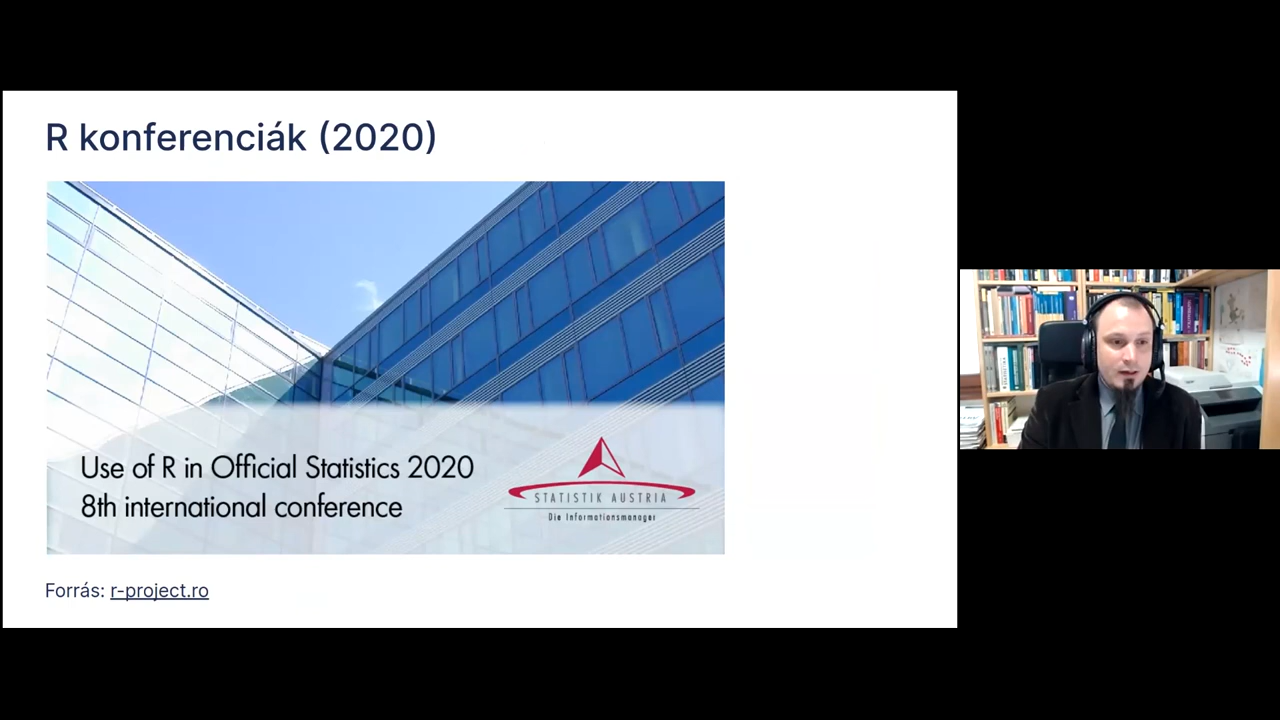 R konferenciák (2020)
Use of R in Official Statistics 2020
8th international conference
STATISTIK AUSTRIA
Die Informationsmanager
Forrás: r-project.ro